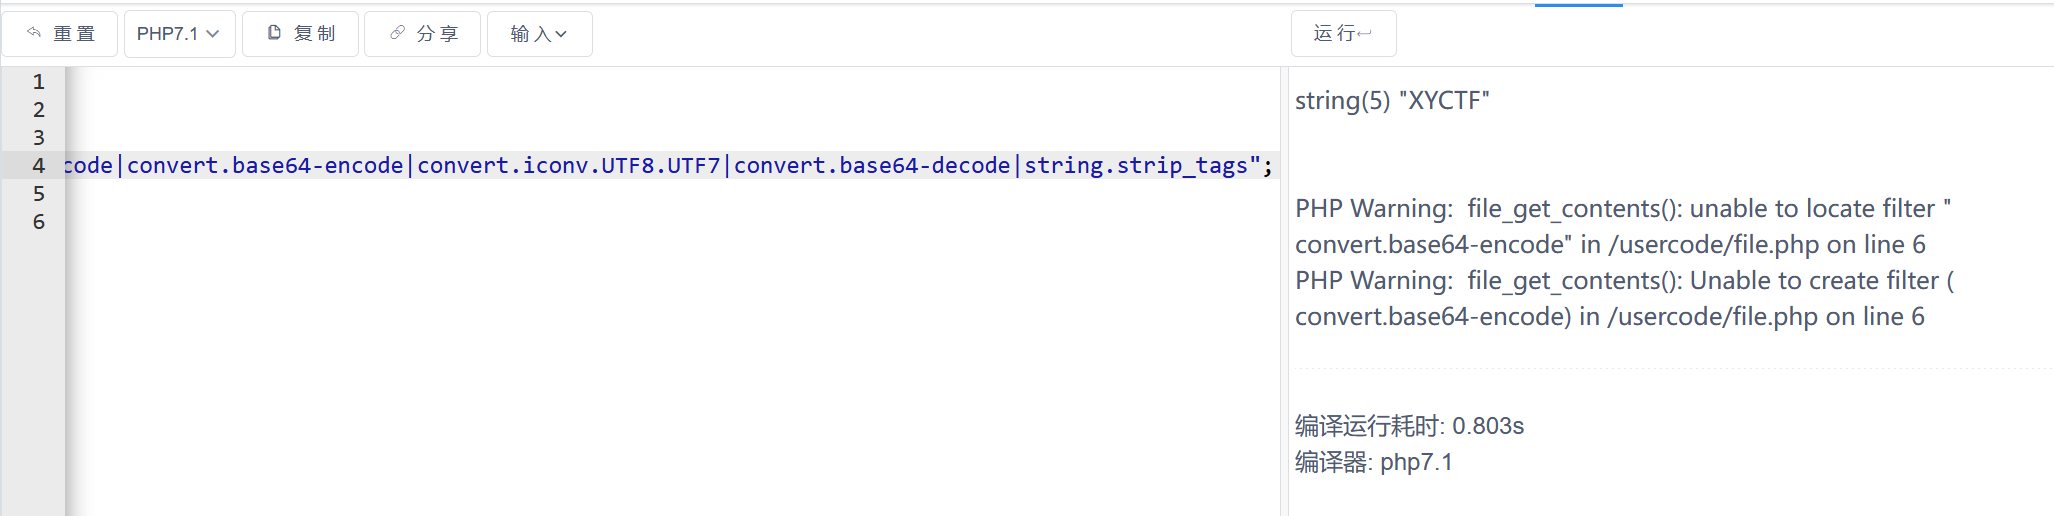 重置 PHP7.1 复制 分享 输入 运行
1
2
3
4 code|convert.base64-encode|convert.iconv.UTF8.UTF7|convert.base64-decode|string.strip_tags";
5
6
string(5) "XYCTF"
PHP Warning:  file_get_contents(): unable to locate filter "
convert.base64-encode" in /usercode/file.php on line 6
PHP Warning:  file_get_contents(): Unable to create filter (
convert.base64-encode) in /usercode/file.php on line 6
编译运行耗时: 0.803s
编译器: php7.1